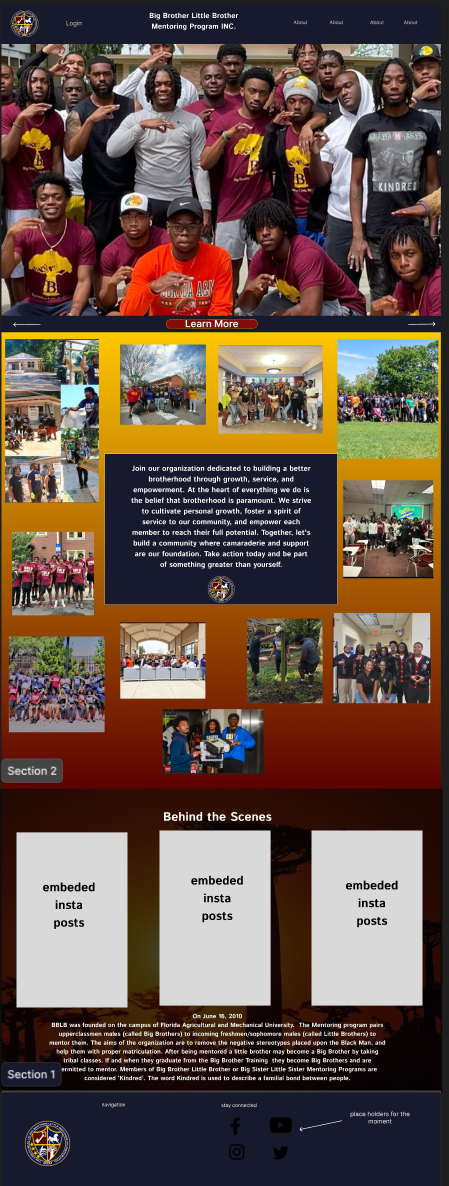 Login
Big Brother Little Brother
Mentoring Program INC.
About
About
About
About
FLORIDA A&M
KINDRED
Learn More
Join our organization dedicated to building a better
brotherhood through growth, service, and
empowerment. At the heart of everything we do is
the belief that brotherhood is paramount. We strive
to cultivate personal growth, foster a spirit of
service to our community, and empower each
member to reach their full potential. Together, let's
build a community where camaraderie and support
are our foundation. Take action today and be part
of something greater than yourself.
Section 2
Behind the Scenes
embeded
insta
posts
embeded
insta
posts
embeded
insta
posts
On June 16, 2010
BBLB was founded on the campus of Florida Agricultural and Mechanical University. The Mentoring program pairs
upperclassmen males (called Big Brothers) to incoming freshmen/sophomore males (called Little Brothers) to
mentor them. The aims of the organization are to remove the negative stereotypes placed upon the Black Man, and
help them with proper matriculation. After being mentored a little brother may become a Big Brother by taking
tribal classes. If and when they graduate from the Big Brother Training they become Big Brothers and are
ermitted to mentor. Members of Big Brother Little Brother or Big Sister Little Sister Mentoring Programs are
considered 'Kindred'. The word Kindred is used to describe a familial bond between people.
Section 1
navigation
stay connected
place holders for the
moment